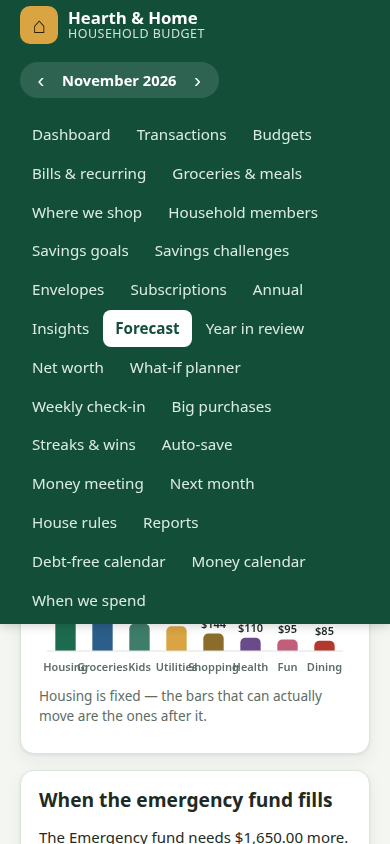 Hearth & Home
HOUSEHOLD BUDGET
‹ November 2026 ›
Dashboard Transactions Budgets
Bills & recurring Groceries & meals
Where we shop Household members
Savings goals Savings challenges
Envelopes Subscriptions Annual
Insights Forecast Year in review
Net worth What-if planner
Weekly check-in Big purchases
Streaks & wins Auto-save
Money meeting Next month
House rules Reports
Debt-free calendar Money calendar
When we spend
$144 $110 $95 $85
Housing Groceries Kids Utilities Shopping Health Fun Dining
Housing is fixed — the bars that can actually
move are the ones after it.
When the emergency fund fills
The Emergency fund needs $1,650.00 more.